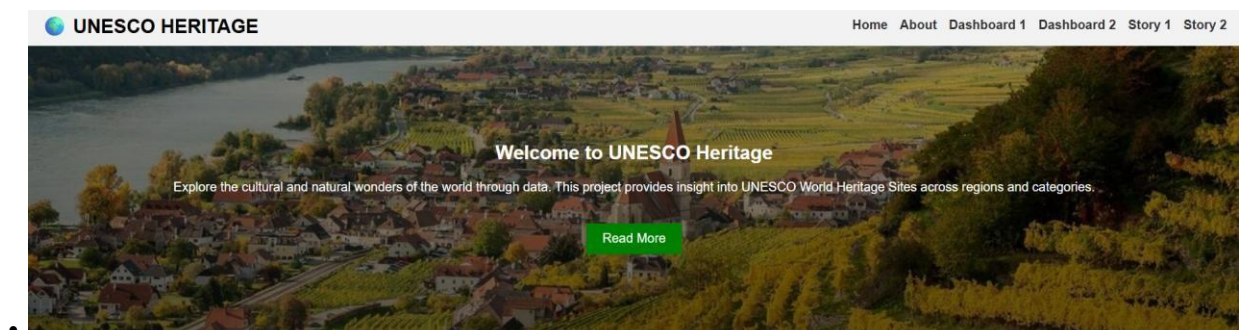 UNESCO HERITAGE
Home About Dashboard 1 Dashboard 2 Story 1 Story 2
Welcome to UNESCO Heritage
Explore the cultural and natural wonders of the world through data. This project provides insight into UNESCO World Heritage Sites across regions and categories.
Read More